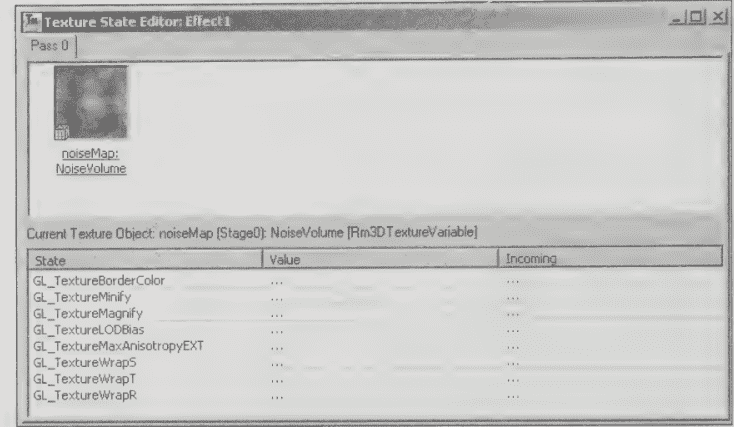 Texture State Editor: Effect1
Pass 0
noiseMap:
NoiseVolume
Current Texture Object: noiseMap (Stage0): NoiseVolume [Rm3DTextureVariable]
State Value Incoming
GL_TextureBorderColor ... ...
GL_TextureMinify ... ...
GL_TextureMagnify ... ...
GL_TextureLODBias ... ...
GL_TextureMaxAnisotropyEXT ... ...
GL_TextureWrapS ... ...
GL_TextureWrapT ... ...
GL_TextureWrapR ... ...